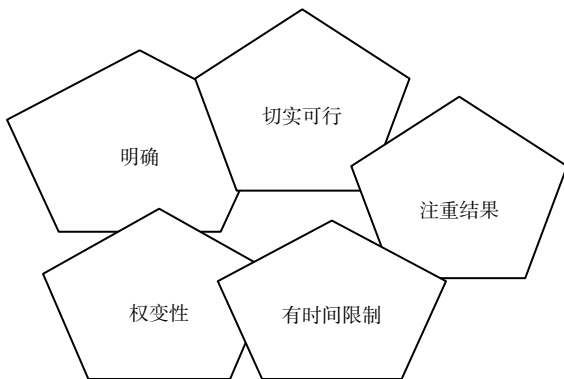 切实可行
明确
注重结果
权变性
有时间限制